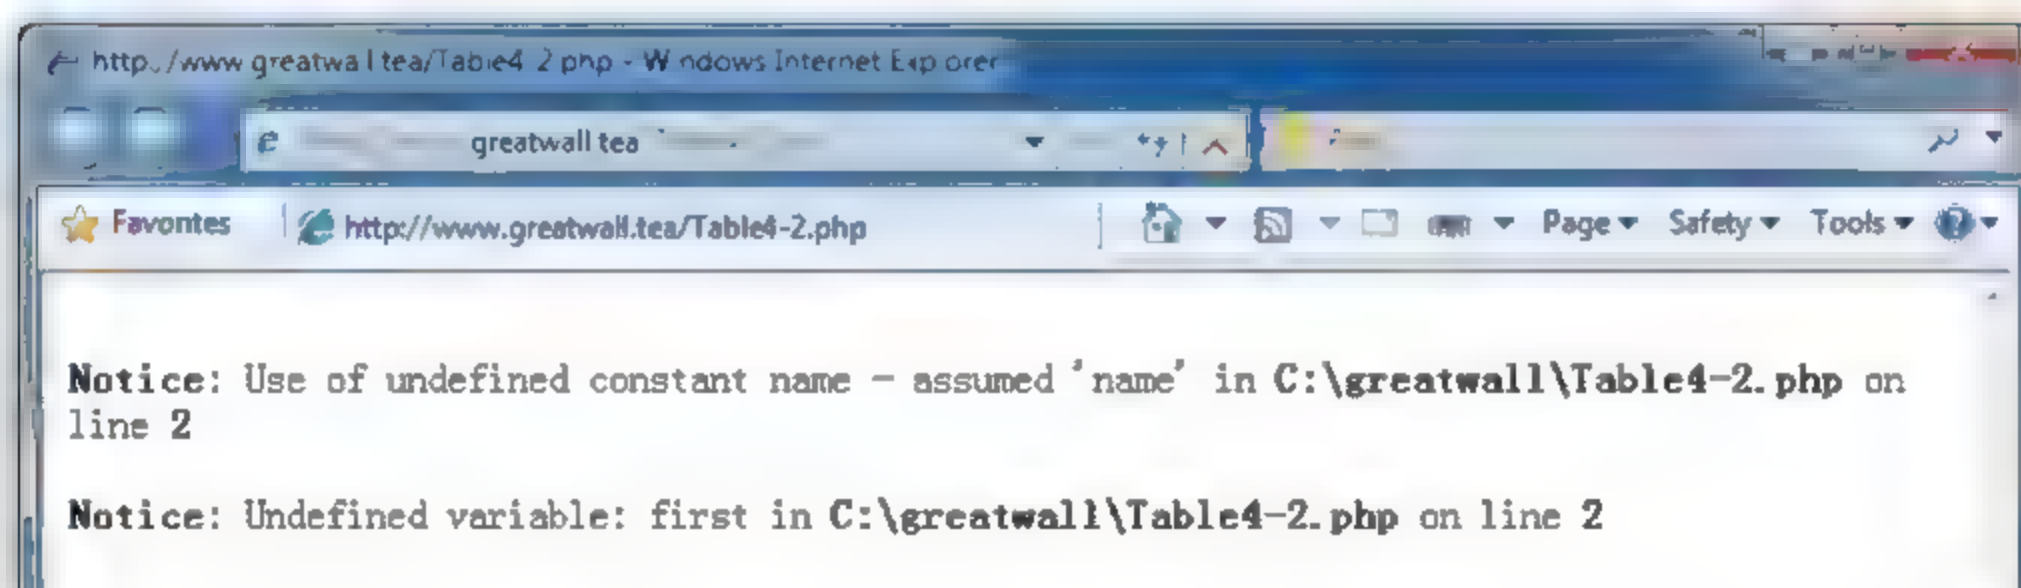 http://www.greatwall.tea/Table4-2.php - Windows Internet Explorer
greatwall tea
Favorites http://www.greatwall.tea/Table4-2.php Page Safety Tools
Notice: Use of undefined constant name - assumed 'name' in C:\greatwall\Table4-2.php on
line 2
Notice: Undefined variable: first in C:\greatwall\Table4-2.php on line 2